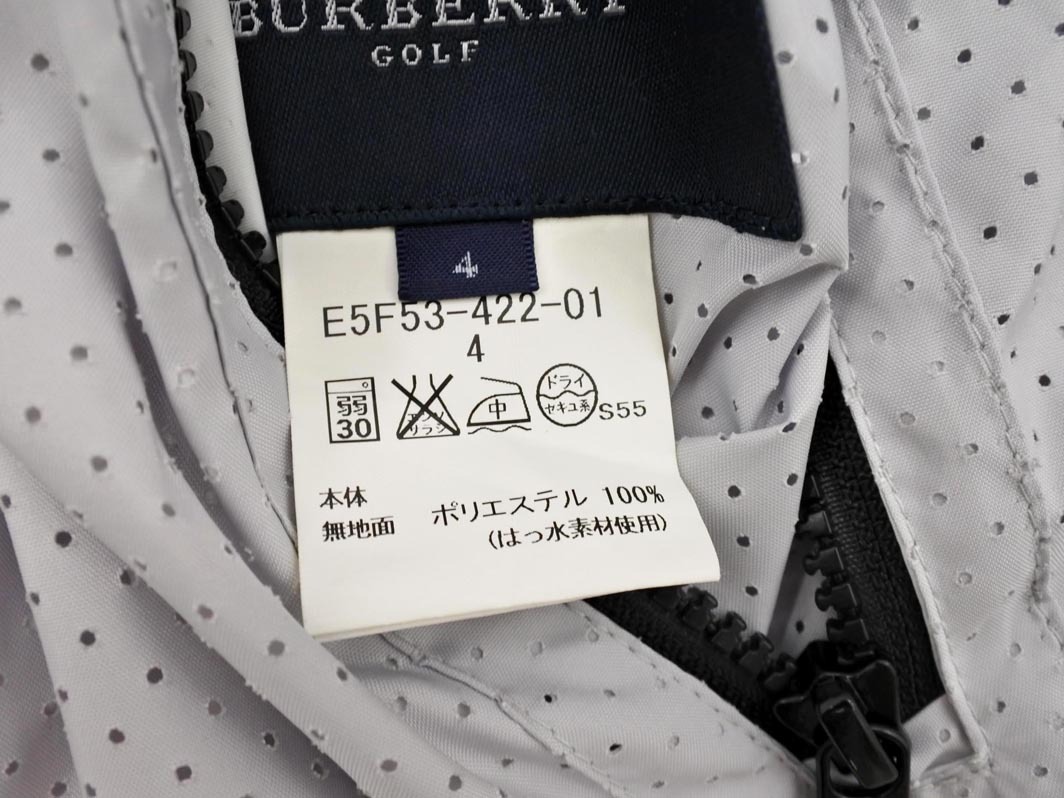 BURBERRY
GOLF
4
E5F53-422-01
4
弱
30
エンソ
サラシ
中
ドライ
セキユ系
S55
本体
無地面
ポリエステル 100%
(はっ水素材使用)